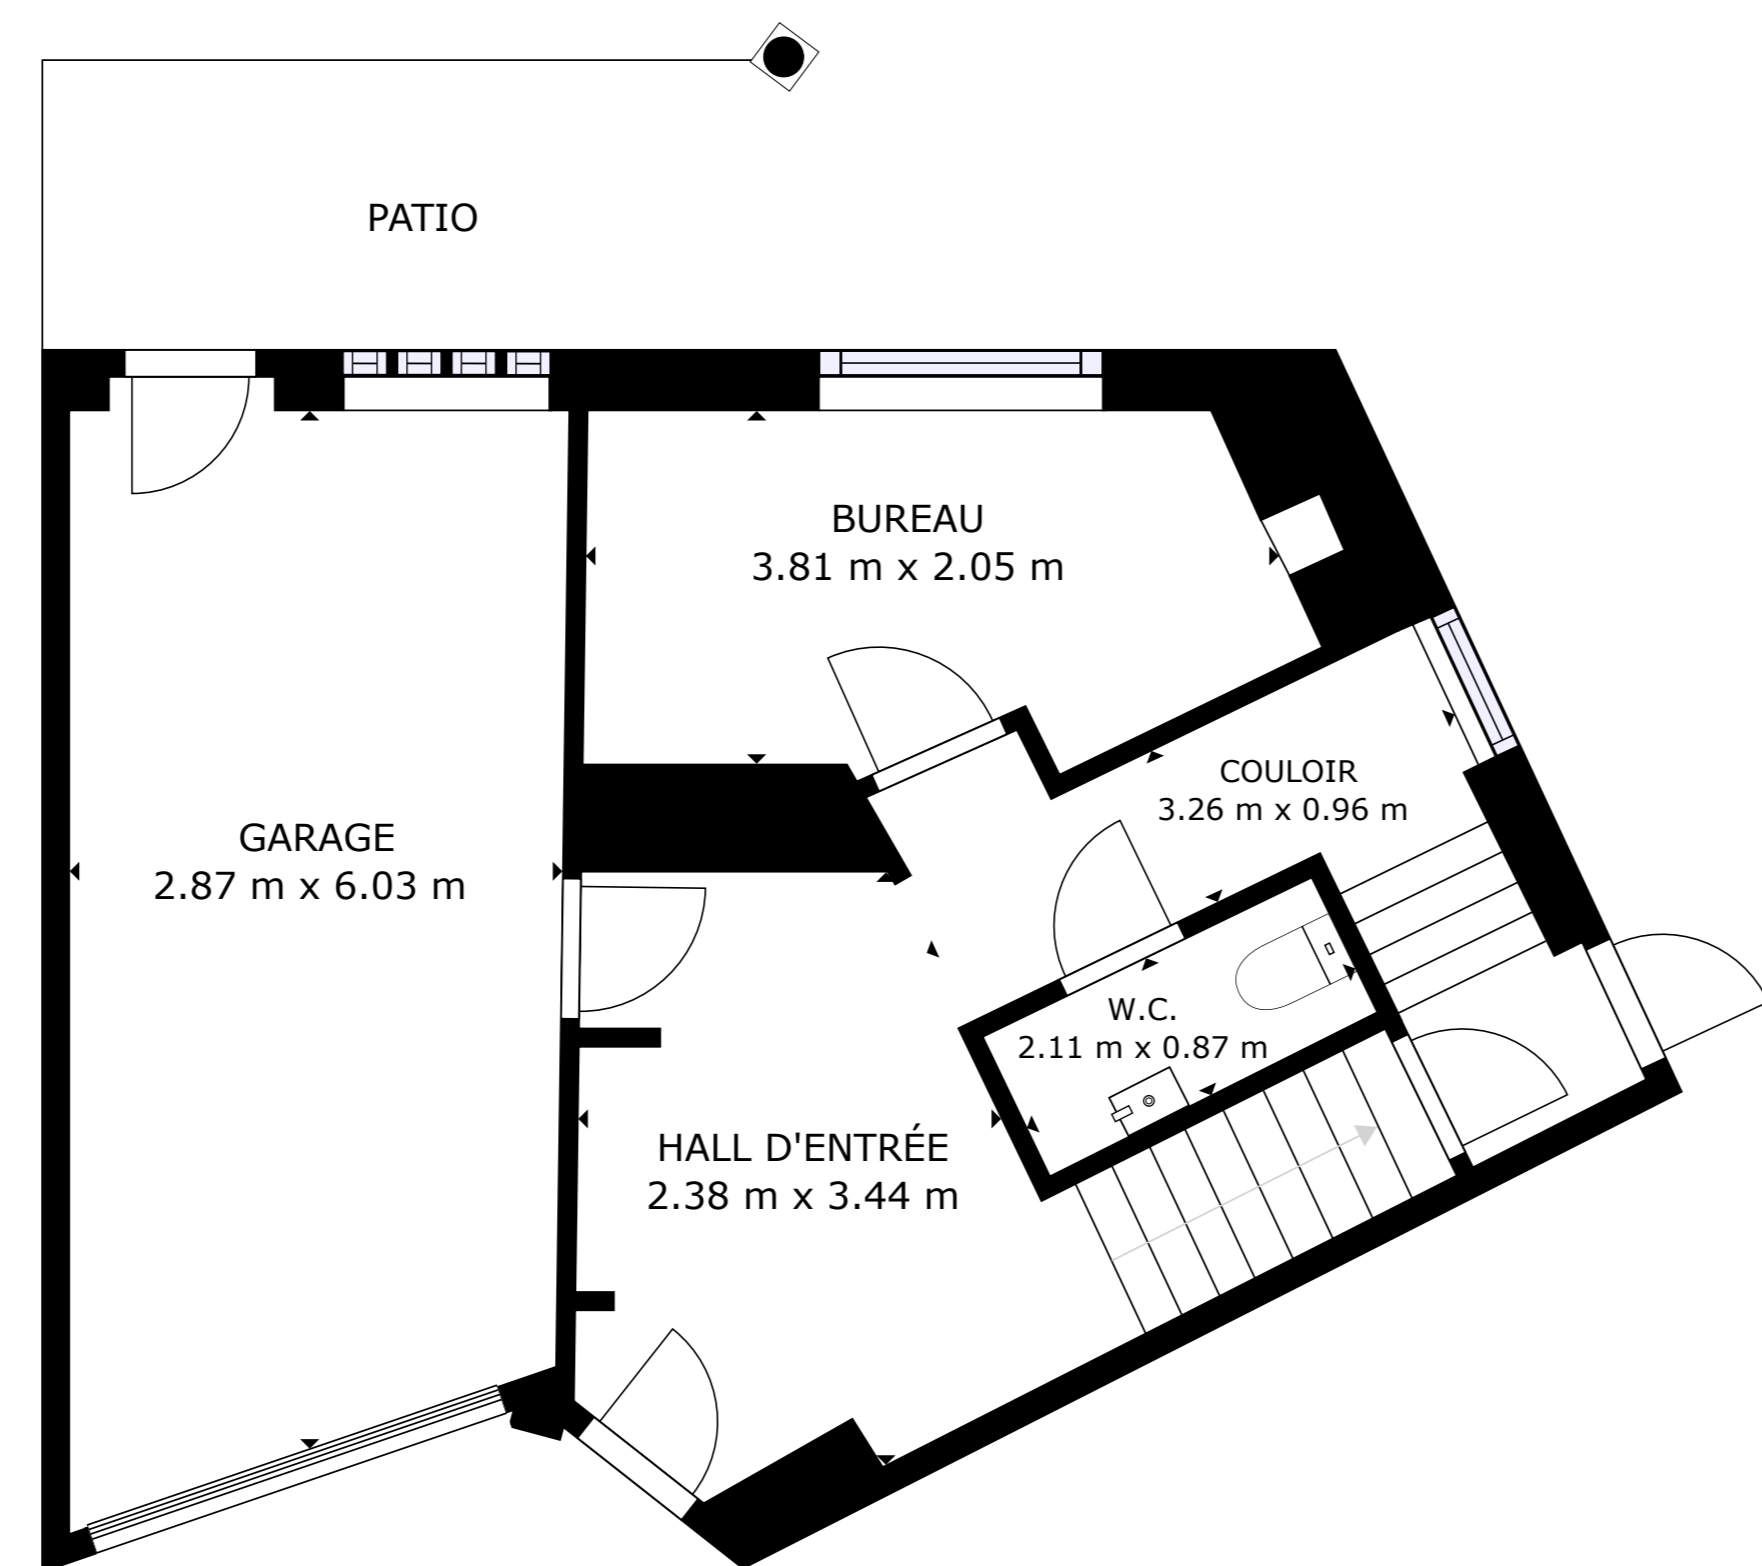 PATIO
BUREAU
3.81 m x 2.05 m
COULOIR
3.26 m x 0.96 m
GARAGE
2.87 m x 6.03 m
W.C.
2.11 m x 0.87 m
HALL D'ENTRÉE
2.38 m x 3.44 m